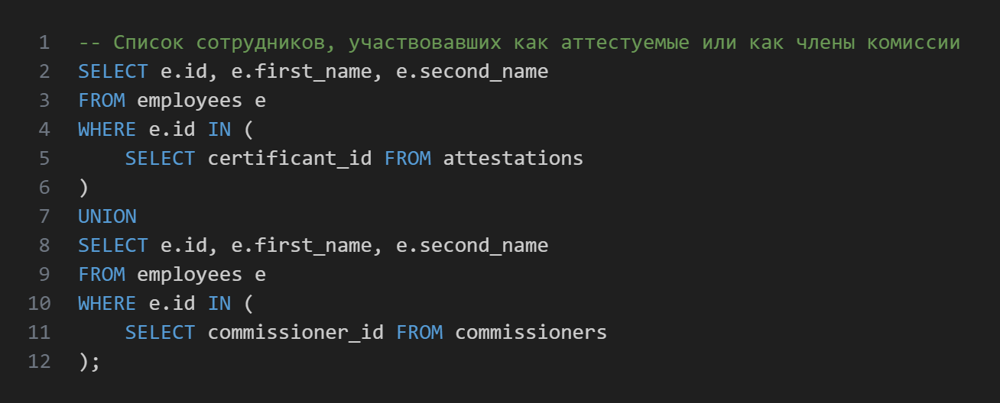 1 -- Список сотрудников, участвовавших как аттестуемые или как члены комиссии
2 SELECT e.id, e.first_name, e.second_name
3 FROM employees e
4 WHERE e.id IN (
5     SELECT certificant_id FROM attestations
6 )
7 UNION
8 SELECT e.id, e.first_name, e.second_name
9 FROM employees e
10 WHERE e.id IN (
11     SELECT commissioner_id FROM commissioners
12 );